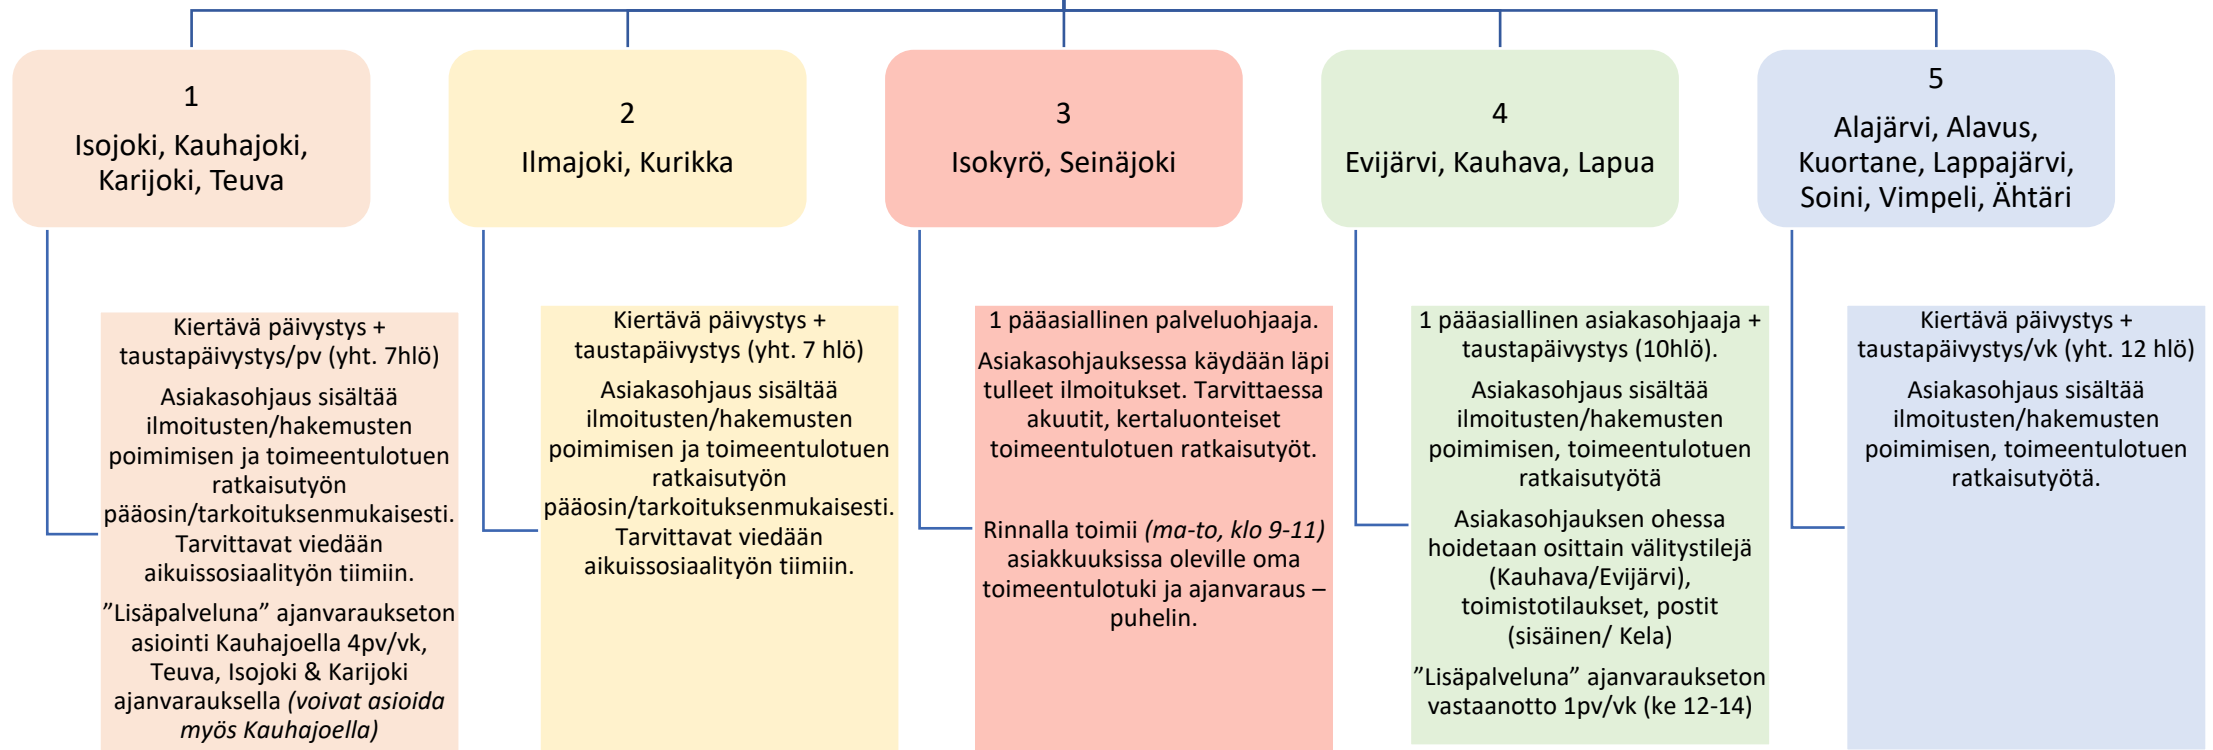 1
Isojoki, Kauhajoki,
Karijoki, Teuva
2
Ilmajoki, Kurikka
3
Isokyrö, Seinäjoki
4
Evijärvi, Kauhava, Lapua
5
Alajärvi, Alavus,
Kuortane, Lappajärvi,
Soini, Vimpeli, Ähtäri
Kiertävä päivystys +
taustapäivystys/pv (yht. 7hlö)
Asiakasohjaus sisältää
ilmoitusten/hakemusten
poimimisen ja toimeentulotuen
ratkaisutyön
pääosin/tarkoituksenmukaisesti.
Tarvittavat viedään
aikuissosiaalityön tiimiin.
”Lisäpalveluna” ajanvaraukseton
asiointi Kauhajoella 4pv/vk,
Teuva, Isojoki & Karijoki
ajanvarauksella (voivat asioida
myös Kauhajoella)
Kiertävä päivystys +
taustapäivystys (yht. 7 hlö)
Asiakasohjaus sisältää
ilmoitusten/hakemusten
poimimisen ja toimeentulotuen
ratkaisutyön
pääosin/tarkoituksenmukaisesti.
Tarvittavat viedään
aikuissosiaalityön tiimiin.
1 pääasiallinen palveluohjaaja.
Asiakasohjauksessa käydään läpi
tulleet ilmoitukset. Tarvittaessa
akuutit, kertaluonteiset
toimeentulotuen ratkaisutyöt.
Rinnalla toimii (ma-to, klo 9-11)
asiakkuuksissa oleville oma
toimeentulotuki ja ajanvaraus –
puhelin.
1 pääasiallinen asiakasohjaaja +
taustapäivystys (10hlö).
Asiakasohjaus sisältää
ilmoitusten/hakemusten
poimimisen, toimeentulotuen
ratkaisutyötä
Asiakasohjauksen ohessa
hoidetaan osittain välitystilejä
(Kauhava/Evijärvi),
toimistotilaukset, postit
(sisäinen/ Kela)
”Lisäpalveluna” ajanvaraukseton
vastaanotto 1pv/vk (ke 12-14)
Kiertävä päivystys +
taustapäivystys/vk (yht. 12 hlö)
Asiakasohjaus sisältää
ilmoitusten/hakemusten
poimimisen, toimeentulotuen
ratkaisutyötä.